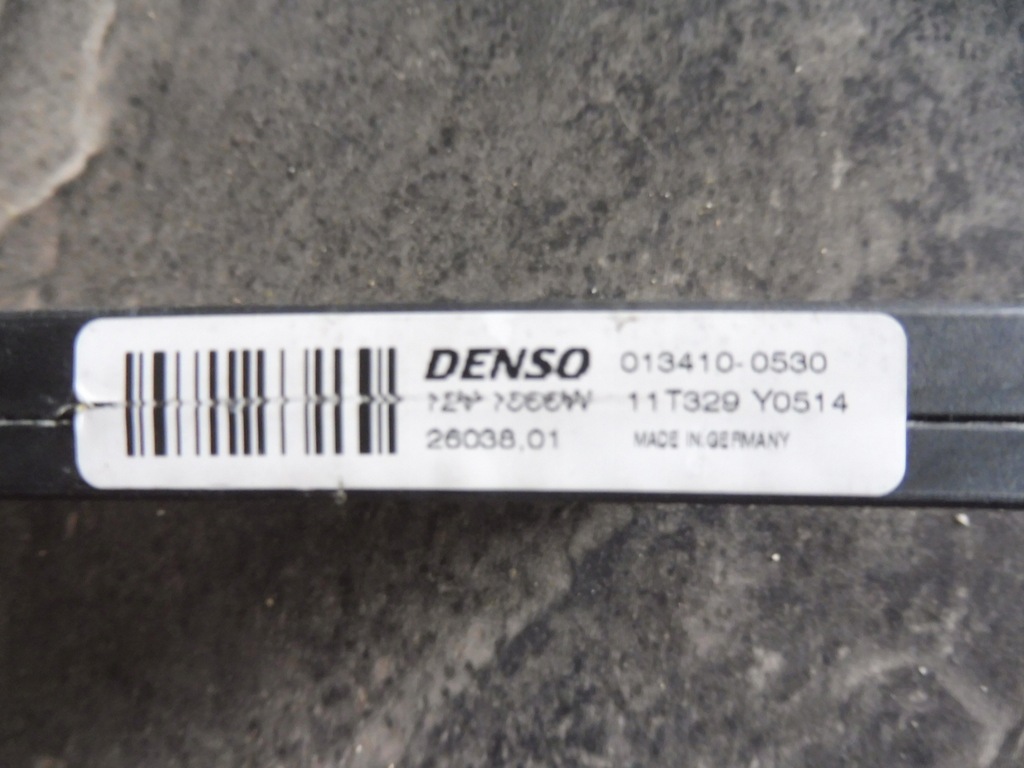 DENSO 013410-0530
11T329 Y0514
26038,01 MADE IN GERMANY